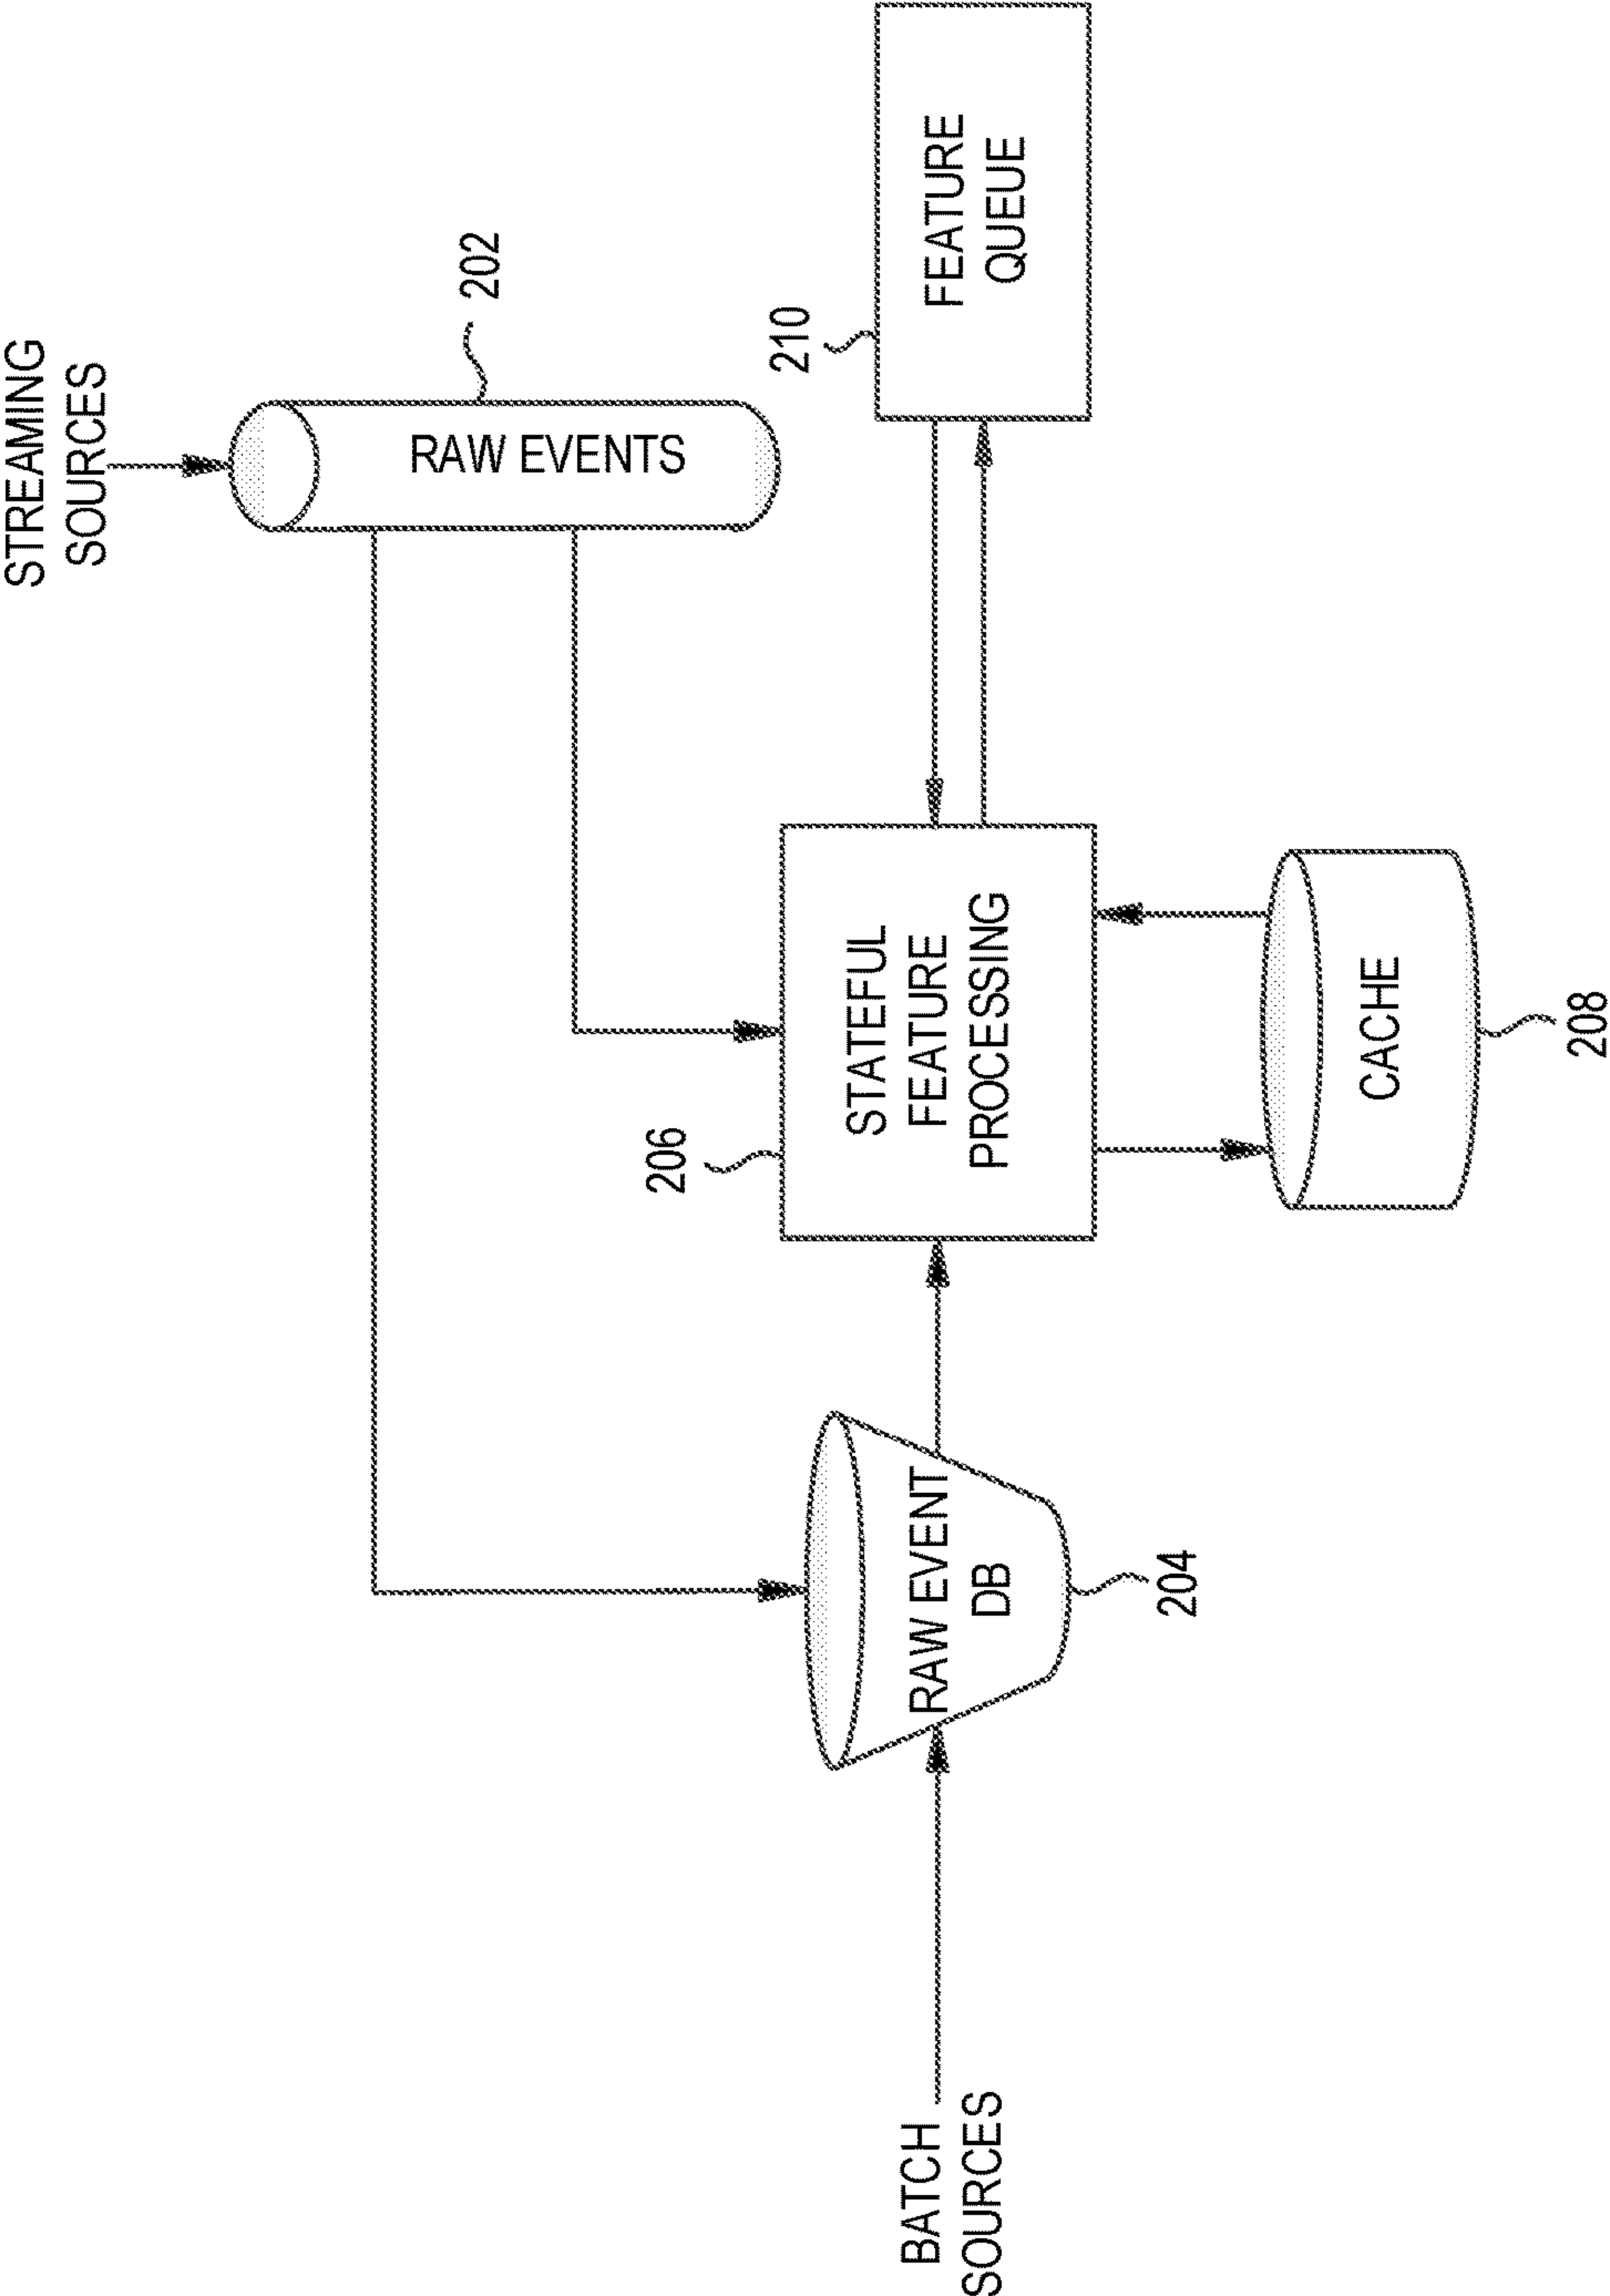 STREAMING
SOURCES
202
RAW EVENTS
210
FEATURE
QUEUE
206
STATEFUL
FEATURE
PROCESSING
CACHE
208
RAW EVENT
DB
204
BATCH
SOURCES